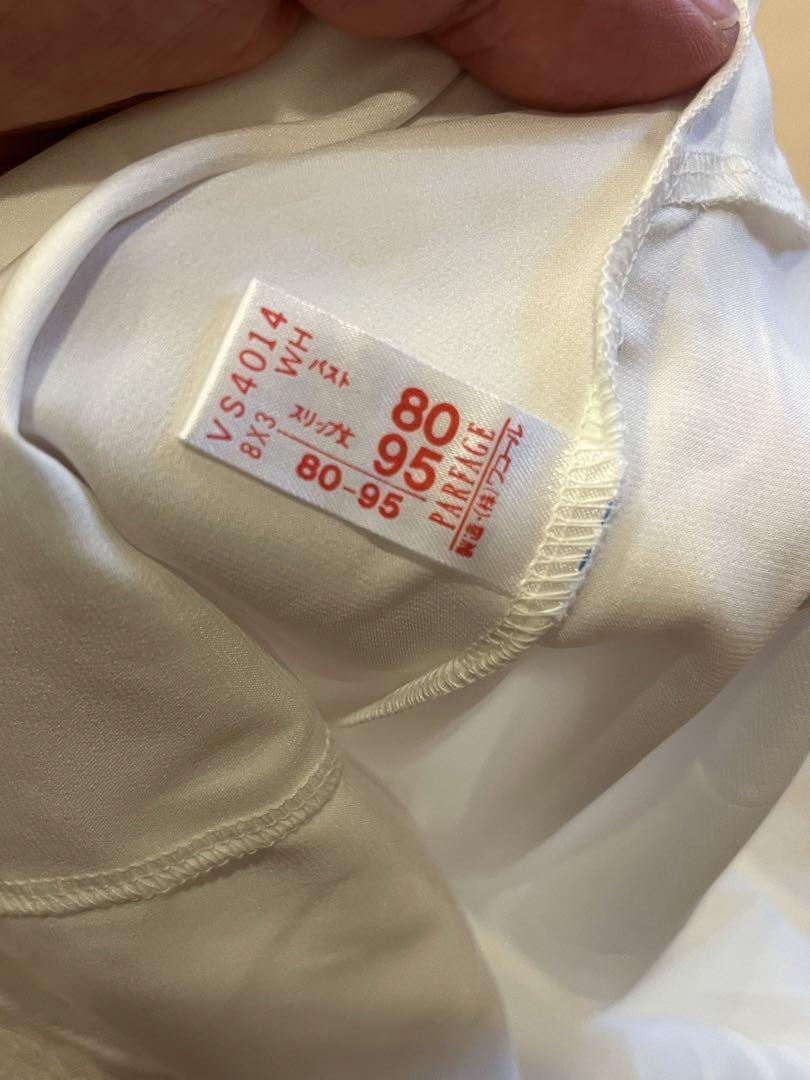 VS4014
8X3 WH
バスト 80
スリップ丈 95
80-95
PARFAGE
製造・(株)ワコール